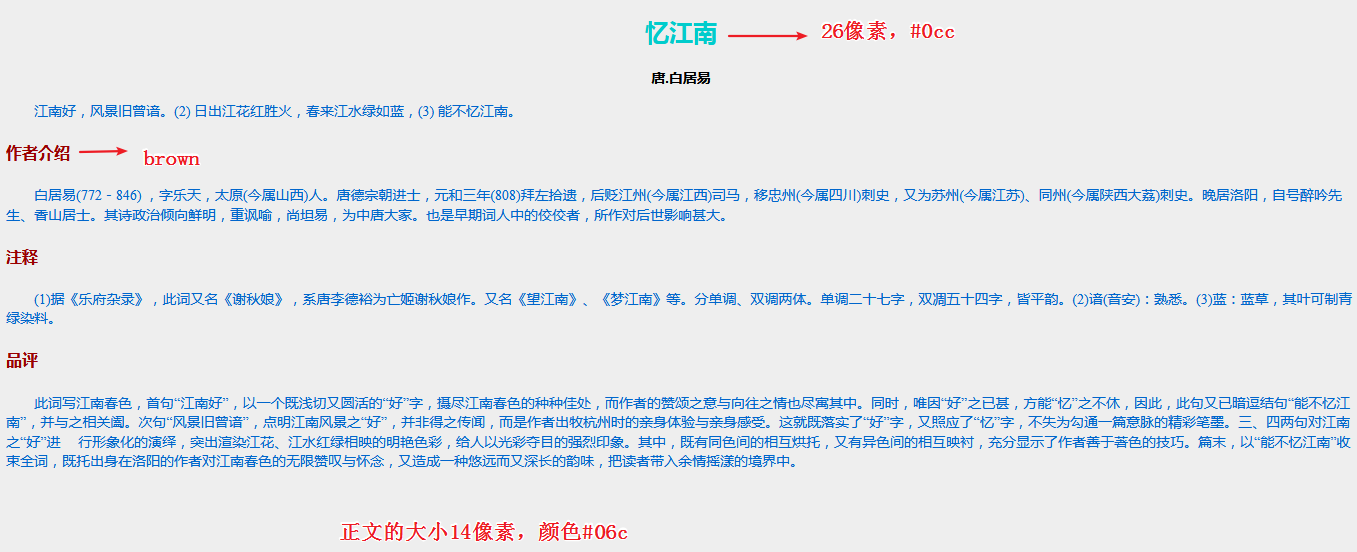 忆江南 26像素，#0cc
唐.白居易
江南好，风景旧曾谙。(2) 日出江花红胜火，春来江水绿如蓝，(3) 能不忆江南。
作者介绍 brown
白居易(772－846) ，字乐天，太原(今属山西)人。唐德宗朝进士，元和三年(808)拜左拾遗，后贬江州(今属江西)司马，移忠州(今属四川)刺史，又为苏州(今属江苏)、同州(今属陕西大荔)刺史。晚居洛阳，自号醉吟先
生、香山居士。其诗政治倾向鲜明，重讽喻，尚坦易，为中唐大家。也是早期词人中的佼佼者，所作对后世影响甚大。
注释
(1)据《乐府杂录》，此词又名《谢秋娘》，系唐李德裕为亡姬谢秋娘作。又名《望江南》、《梦江南》等。分单调、双调两体。单调二十七字，双凋五十四字，皆平韵。(2)谙(音安)：熟悉。(3)蓝：蓝草，其叶可制青
绿染料。
品评
此词写江南春色，首句“江南好”，以一个既浅切又圆活的“好”字，摄尽江南春色的种种佳处，而作者的赞颂之意与向往之情也尽寓其中。同时，唯因“好”之已甚，方能“忆”之不休，因此，此句又已暗逗结句“能不忆江
南”，并与之相关阖。次句“风景旧曾谙”，点明江南风景之“好”，并非得之传闻，而是作者出牧杭州时的亲身体验与亲身感受。这就既落实了“好”字，又照应了“忆”字，不失为勾通一篇意脉的精彩笔墨。三、四两句对江南
之“好”进　行形象化的演绎，突出渲染江花、江水红绿相映的明艳色彩，给人以光彩夺目的强烈印象。其中，既有同色间的相互烘托，又有异色间的相互映衬，充分显示了作者善于著色的技巧。篇末，以“能不忆江南”收
束全词，既托出身在洛阳的作者对江南春色的无限赞叹与怀念，又造成一种悠远而又深长的韵味，把读者带入余情摇漾的境界中。
正文的大小14像素，颜色#06c